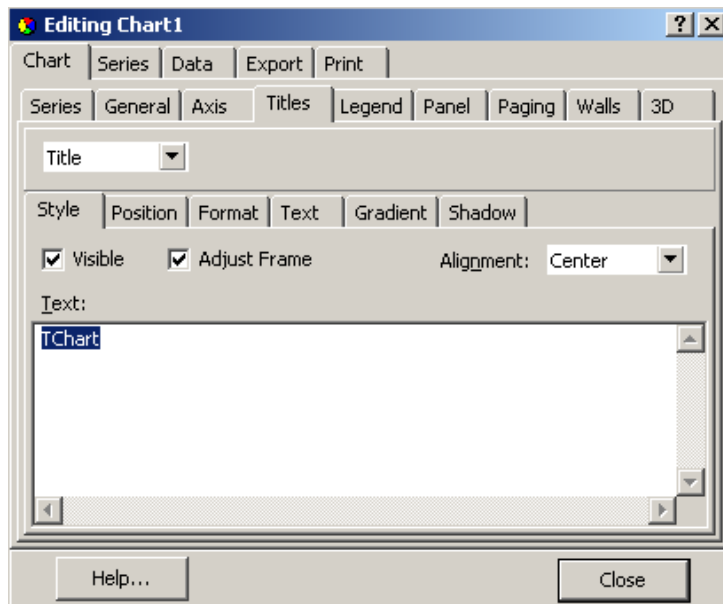 Editing Chart1
Chart Series Data Export Print
Series General Axis Titles Legend Panel Paging Walls 3D
Title
Style Position Format Text Gradient Shadow
Visible Adjust Frame Alignment: Center
Text:
TChart
Help... Close